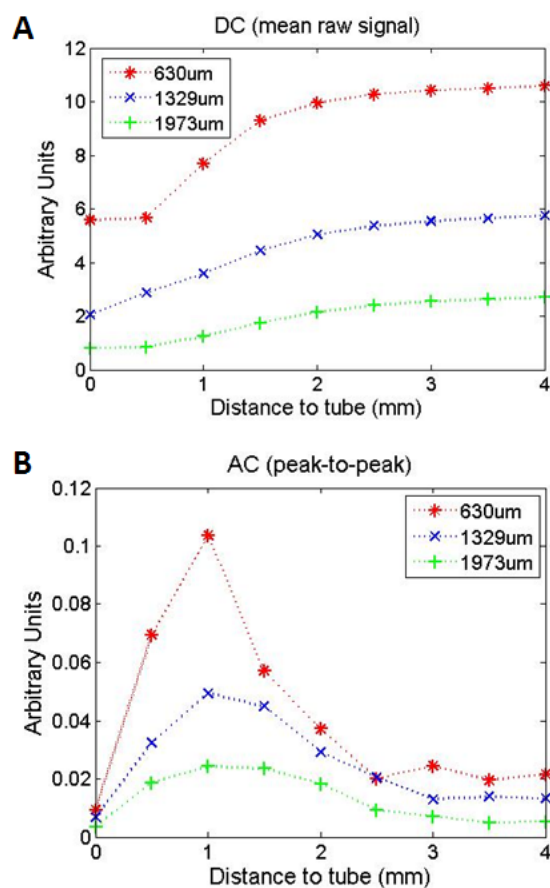 A
DC (mean raw signal)
12
10
8
6
4
2
0
Arbitrary Units
630um
1329um
1973um
0 1 2 3 4
Distance to tube (mm)
B
AC (peak-to-peak)
0.12
0.1
0.08
0.06
0.04
0.02
0
Arbitrary Units
630um
1329um
1973um
0 1 2 3 4
Distance to tube (mm)